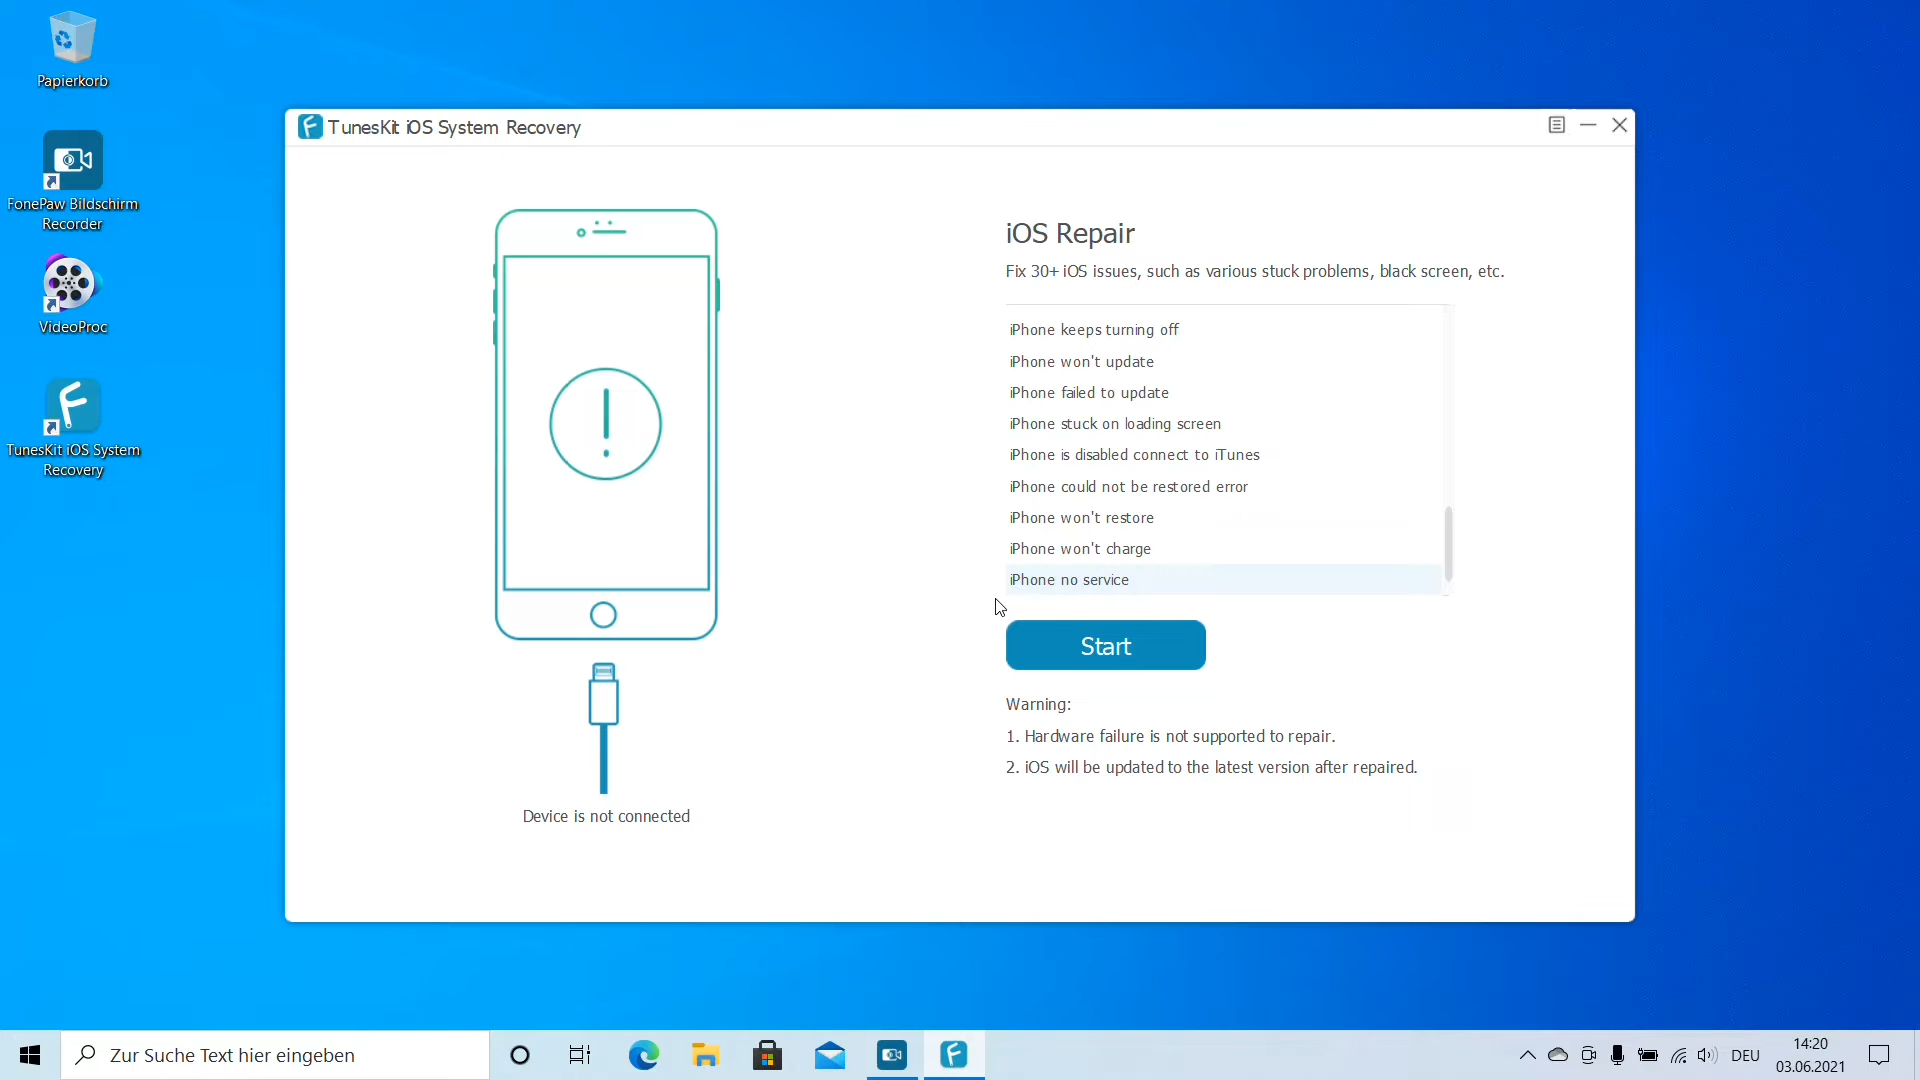 Papierkorb
FonePaw Bildschirm
Recorder
VideoProc
TunesKit iOS System
Recovery
TunesKit iOS System Recovery
iOS Repair
Fix 30+ iOS issues, such as various stuck problems, black screen, etc.
iPhone keeps turning off
iPhone won't update
iPhone failed to update
iPhone stuck on loading screen
iPhone is disabled connect to iTunes
iPhone could not be restored error
iPhone won't restore
iPhone won't charge
iPhone no service
Start
Warning:
1. Hardware failure is not supported to repair.
2. iOS will be updated to the latest version after repaired.
Device is not connected
Zur Suche Text hier eingeben
DEU
14:20
03.06.2021